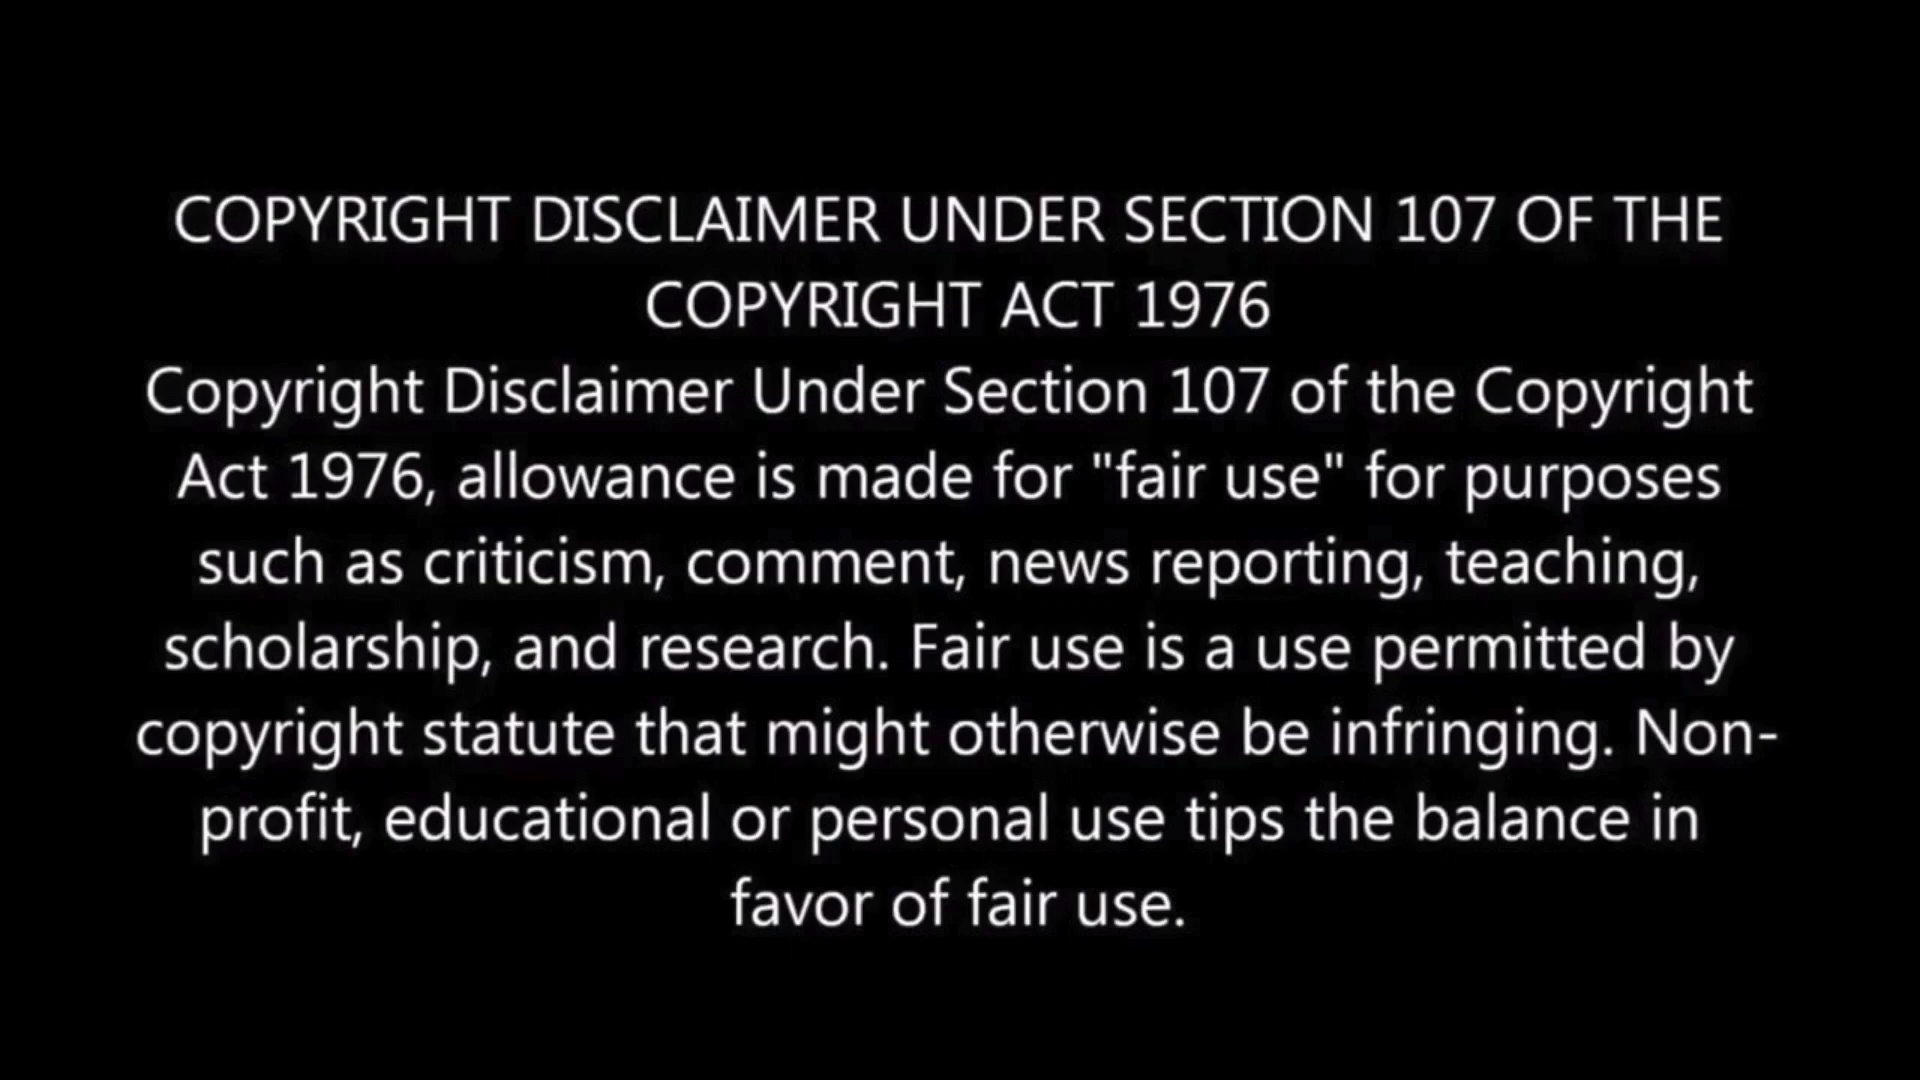 COPYRIGHT DISCLAIMER UNDER SECTION 107 OF THE
COPYRIGHT ACT 1976
Copyright Disclaimer Under Section 107 of the Copyright
Act 1976, allowance is made for "fair use" for purposes
such as criticism, comment, news reporting, teaching,
scholarship, and research. Fair use is a use permitted by
copyright statute that might otherwise be infringing. Non-
profit, educational or personal use tips the balance in
favor of fair use.